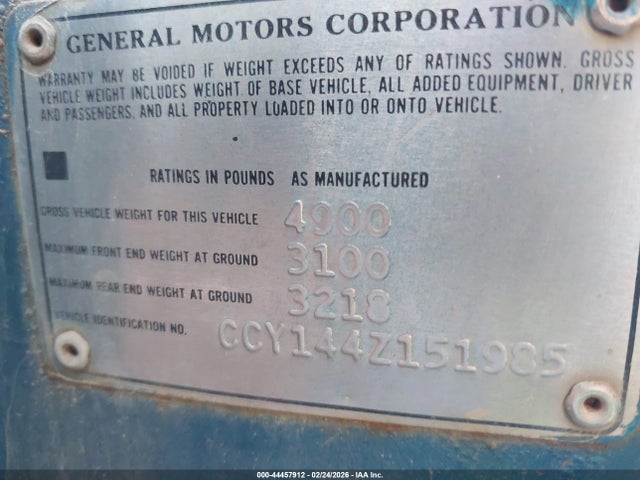 GENERAL MOTORS CORPORATION
WARRANTY MAY BE VOIDED IF WEIGHT EXCEEDS ANY OF RATINGS SHOWN. GROSS
VEHICLE WEIGHT INCLUDES WEIGHT OF BASE VEHICLE, ALL ADDED EQUIPMENT, DRIVER
AND PASSENGERS, AND ALL PROPERTY LOADED INTO OR ONTO VEHICLE.
RATINGS IN POUNDS AS MANUFACTURED
GROSS VEHICLE WEIGHT FOR THIS VEHICLE 4900
MAXIMUM FRONT END WEIGHT AT GROUND 3100
MAXIMUM REAR END WEIGHT AT GROUND 3218
VEHICLE IDENTIFICATION NO. CCY144Z151985
000-44457912 - 02/24/2026 - IAA Inc.